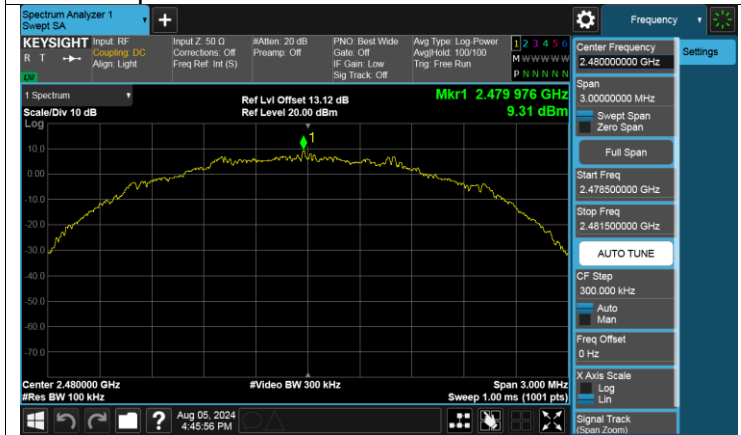 Spectrum Analyzer 1
Swept SA
Frequency
KEYSIGHT
R T
LU
Input: RF
Coupling: DC
Align: Light
Input Z: 50 Ω
Corrections: Off
Freq Ref: Int (S)
#Atten: 20 dB
Preamp: Off
PNO: Best Wide
Gate: Off
IF Gain: Low
Sig Track: Off
Avg Type: Log-Power
Avg|Hold: 100/100
Trig: Free Run
1 2 3 4 5 6
M W W W W W
P N N N N N
1 Spectrum
Scale/Div 10 dB
Ref Lvl Offset 13.12 dB
Ref Level 20.00 dBm
Mkr1 2.479 976 GHz
9.31 dBm
Log
1
10.0
0.00
-10.0
-20.0
-30.0
-40.0
-50.0
-60.0
-70.0
Center 2.480000 GHz
#Res BW 100 kHz
#Video BW 300 kHz
Span 3.000 MHz
Sweep 1.00 ms (1001 pts)
?
Aug 05, 2024
4:45:56 PM
Center Frequency
2.480000000 GHz
Span
3.00000000 MHz
Swept Span
Zero Span
Full Span
Start Freq
2.478500000 GHz
Stop Freq
2.481500000 GHz
AUTO TUNE
CF Step
300.000 kHz
Auto
Man
Freq Offset
0 Hz
X Axis Scale
Log
Lin
Signal Track
(Span Zoom)
Settings